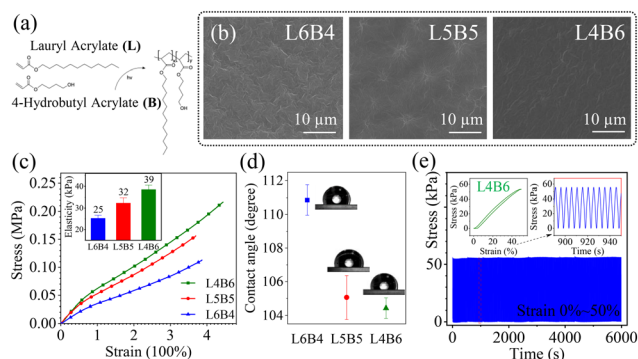 (a)
Lauryl Acrylate (L)
4-Hydrobutyl Acrylate (B)
hν
O
O
O
O
OH
x
y
O
O
O
O
OH
(b)
L6B4
10 µm
L5B5
10 µm
L4B6
10 µm
(c)
Stress (MPa)
0.20
0.15
0.10
0.05
0.00
0 1 2 3 4
Strain (100%)
Elasticity (kPa)
40
30
20
25
32
39
L6B4 L5B5 L4B6
L4B6
L5B5
L6B4
(d)
Contact angle (degree)
112
110
108
106
104
L6B4 L5B5 L4B6
(e)
Stress (kPa)
100
50
0
0 2000 4000 6000
Time (s)
L4B6
Stress (kPa)
60
40
20
0
0 20 40
Strain (%)
Stress (kPa)
60
40
20
0
900 920 940
Time (s)
Strain 0%~50%